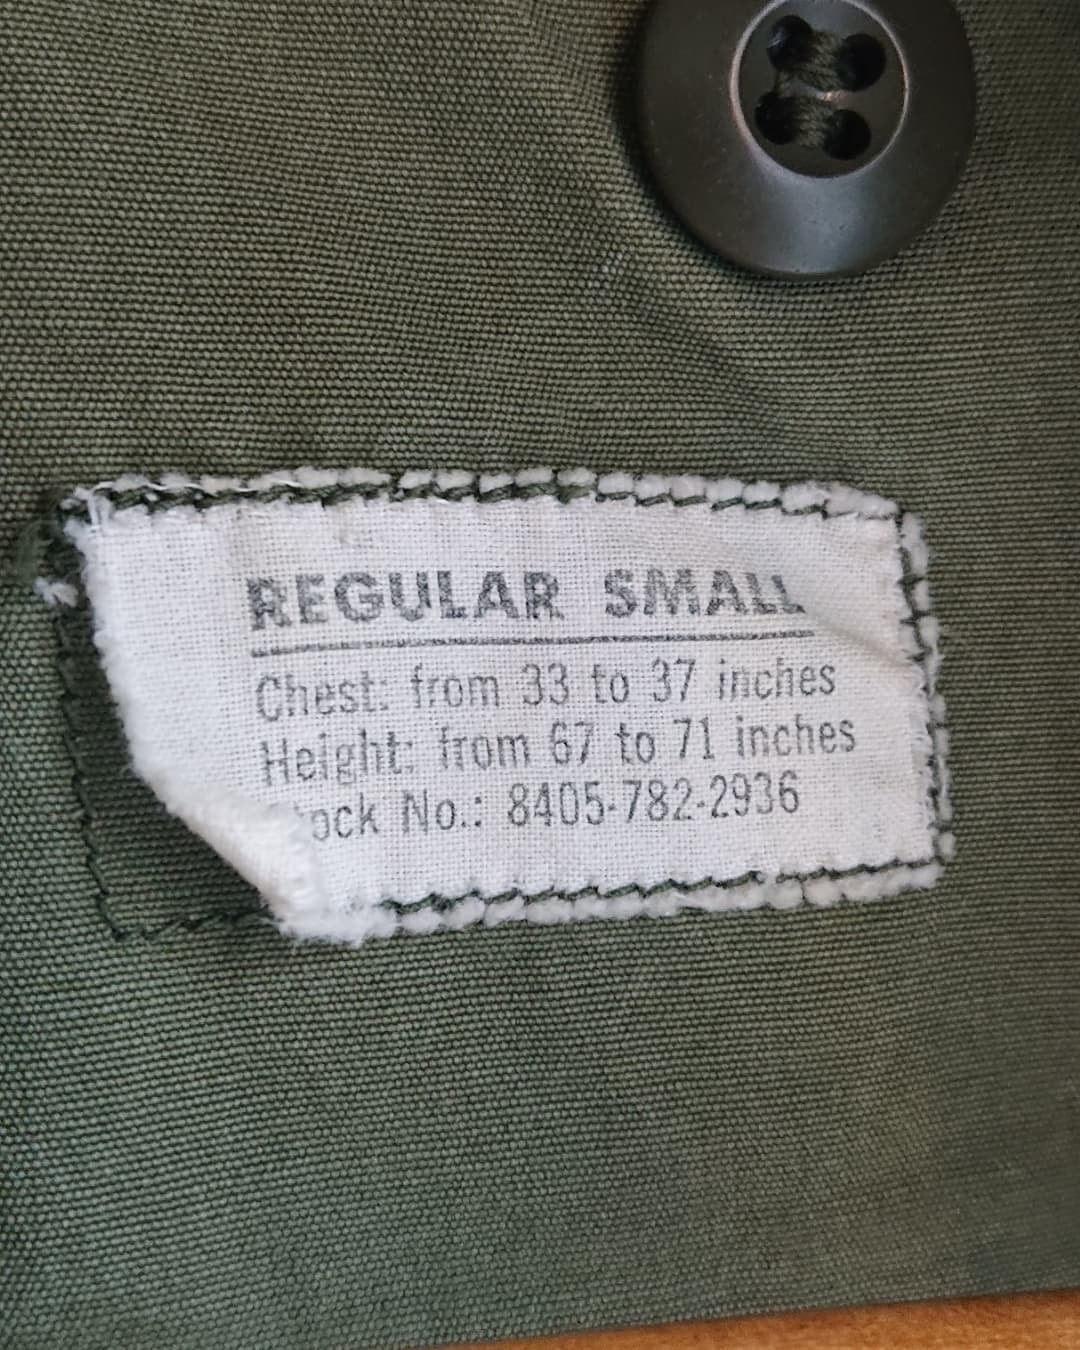 REGULAR SMALL
Chest: from 33 to 37 inches
Height: from 67 to 71 inches
No.: 8405-782-2936